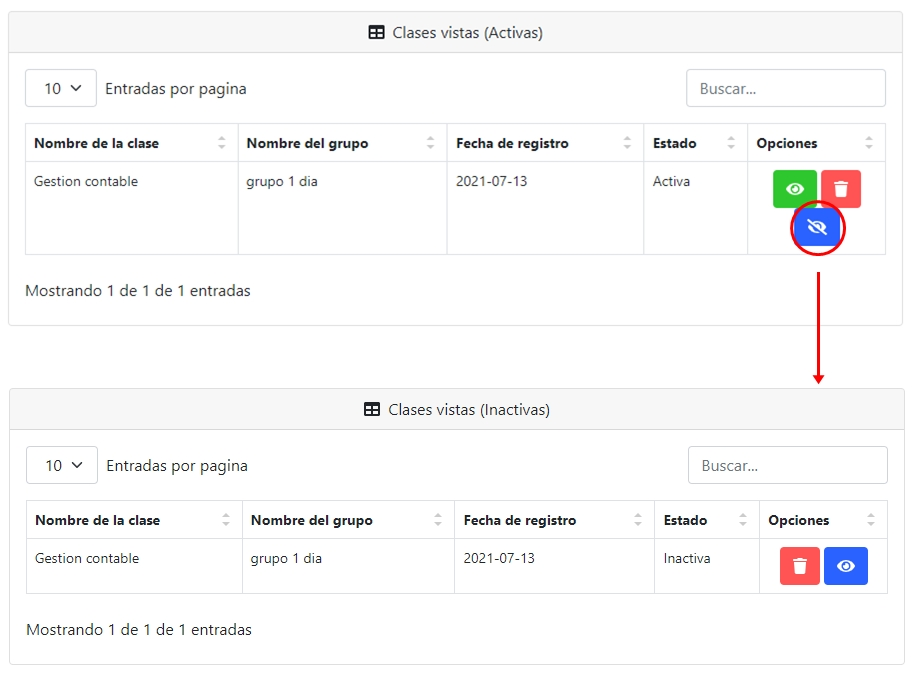 Clases vistas (Activas)
10 Entradas por pagina Buscar...
Nombre de la clase Nombre del grupo Fecha de registro Estado Opciones
Gestion contable grupo 1 dia 2021-07-13 Activa
Mostrando 1 de 1 de 1 entradas
Clases vistas (Inactivas)
10 Entradas por pagina Buscar...
Nombre de la clase Nombre del grupo Fecha de registro Estado Opciones
Gestion contable grupo 1 dia 2021-07-13 Inactiva
Mostrando 1 de 1 de 1 entradas